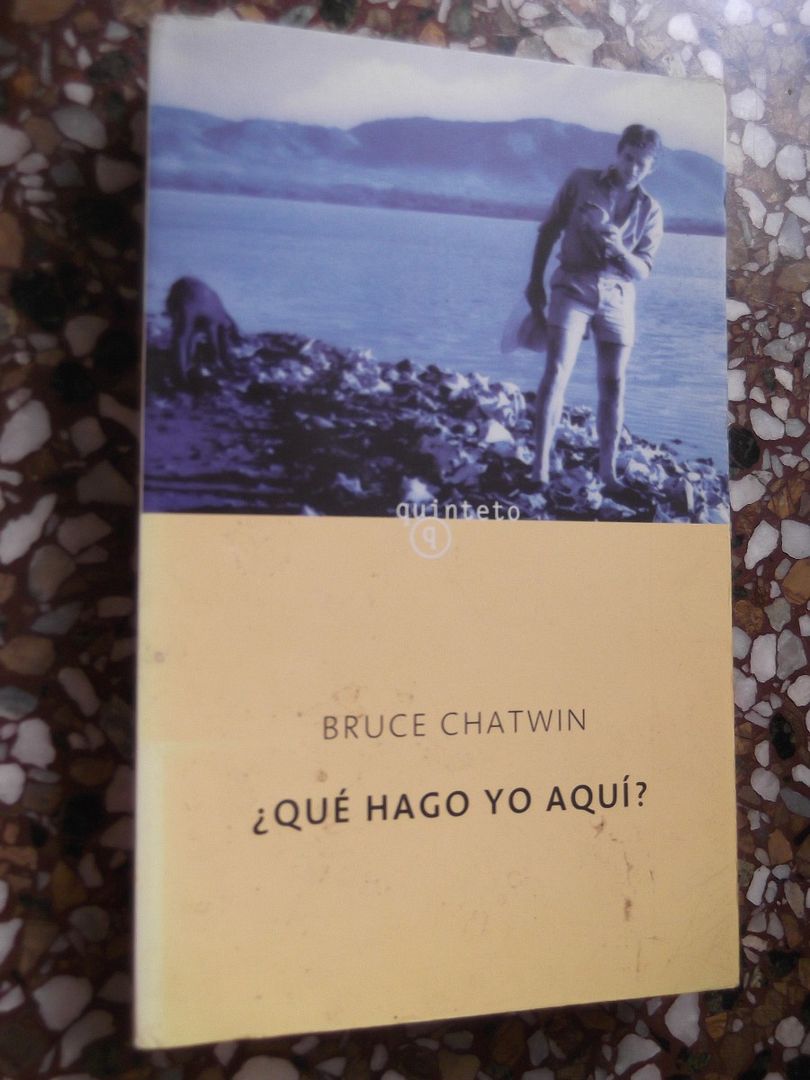 quinteto
q
BRUCE CHATWIN
¿QUÉ HAGO YO AQUÍ?